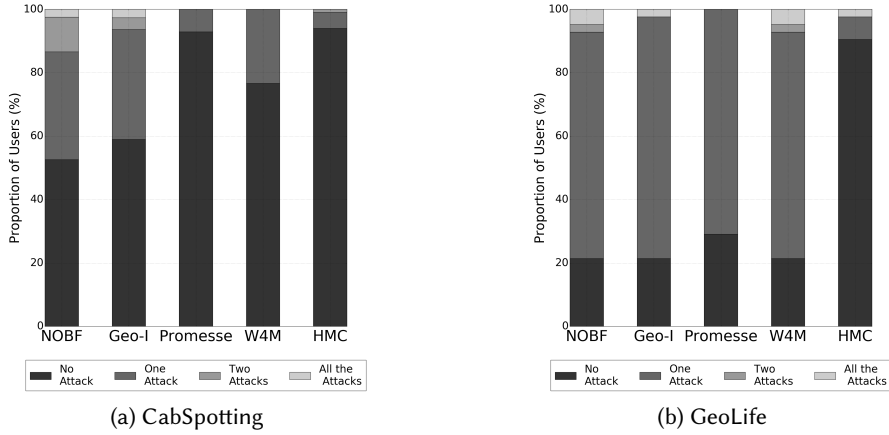 100
80
60
40
20
0
Proportion of Users (%)
NOBF Geo-I Promesse W4M HMC
No Attack One Attack Two Attacks All the Attacks
(a) CabSpotting
100
80
60
40
20
0
Proportion of Users (%)
NOBF Geo-I Promesse W4M HMC
No Attack One Attack Two Attacks All the Attacks
(b) GeoLife